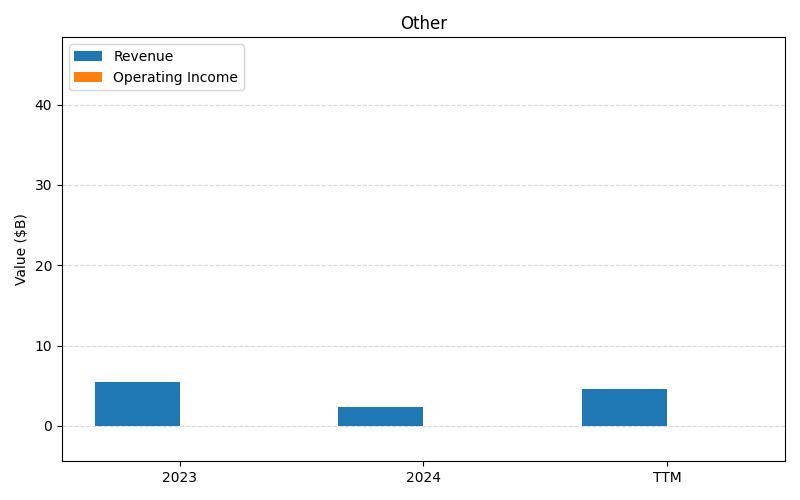 Other
Revenue
Operating Income
Value ($B)
40
30
20
10
0
2023 2024 TTM